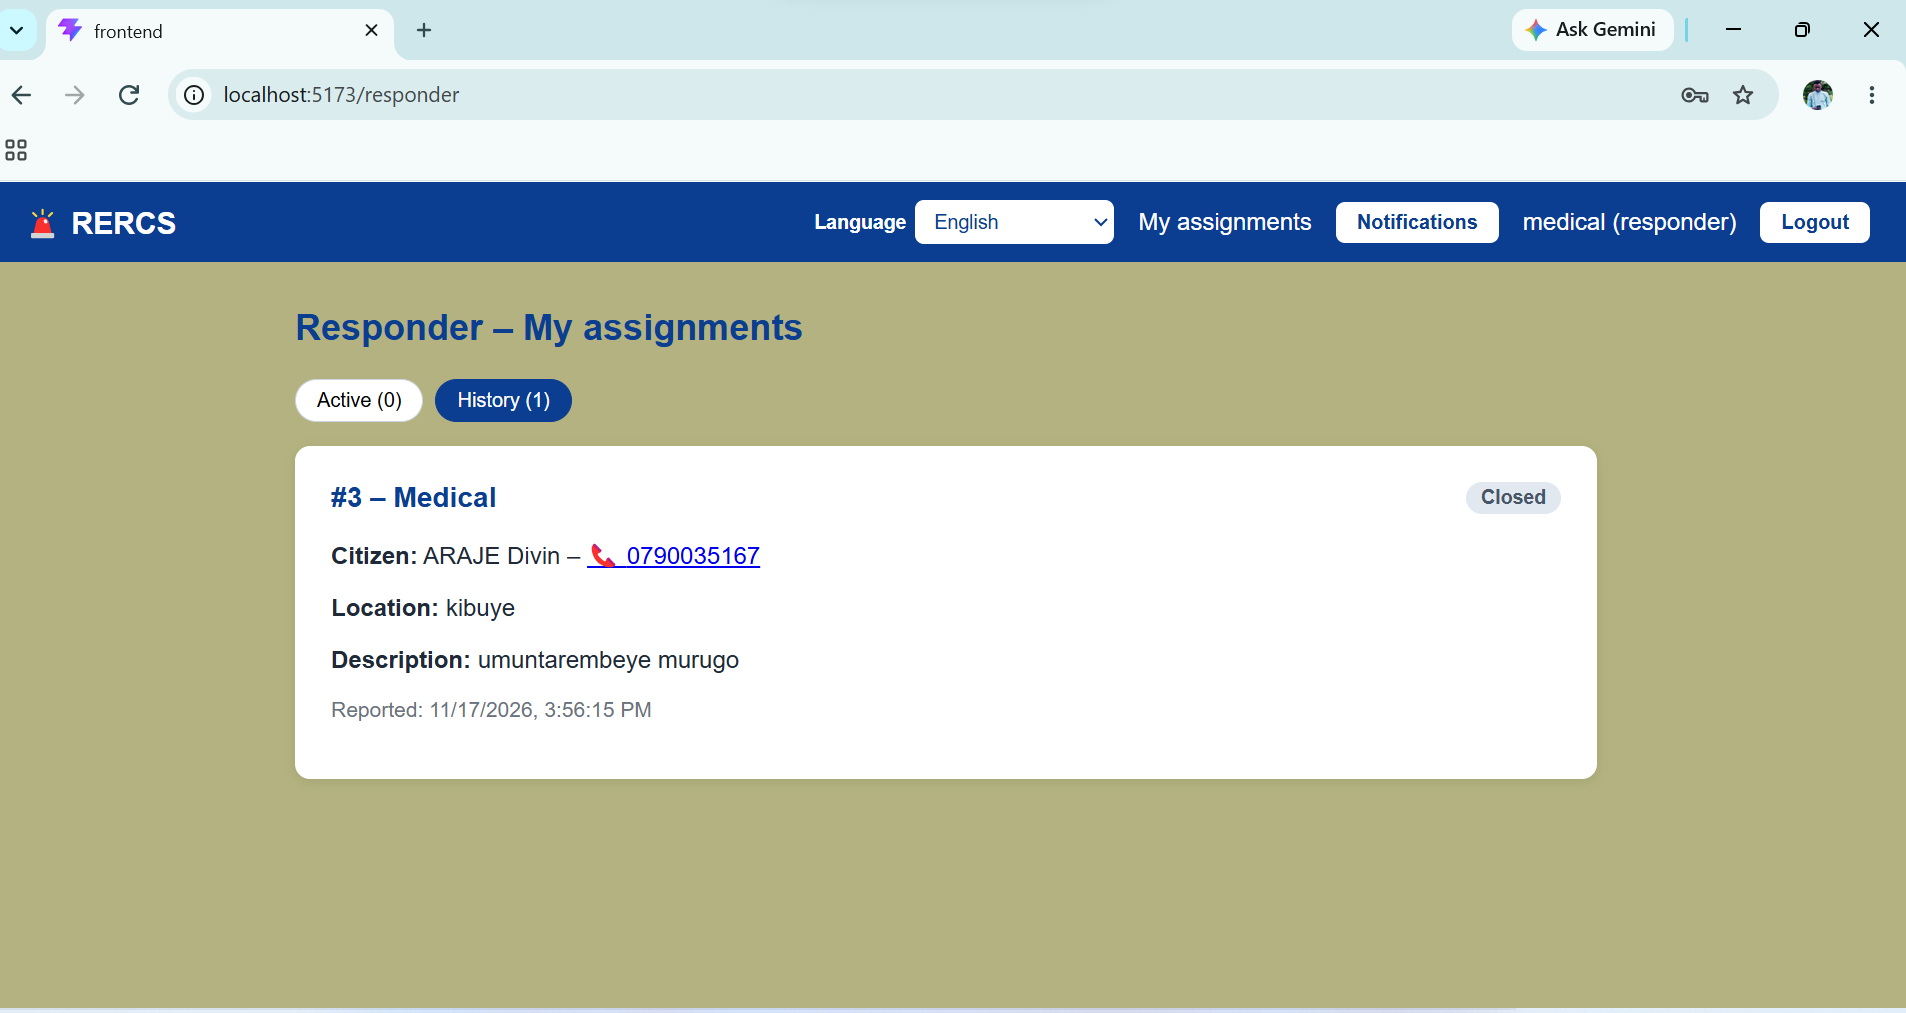 frontend
Ask Gemini
localhost:5173/responder
RERCS
Language English My assignments Notifications medical (responder) Logout
Responder – My assignments
Active (0) History (1)
#3 – Medical Closed
Citizen: ARAJE Divin – 0790035167
Location: kibuye
Description: umuntarembeye murugo
Reported: 11/17/2026, 3:56:15 PM